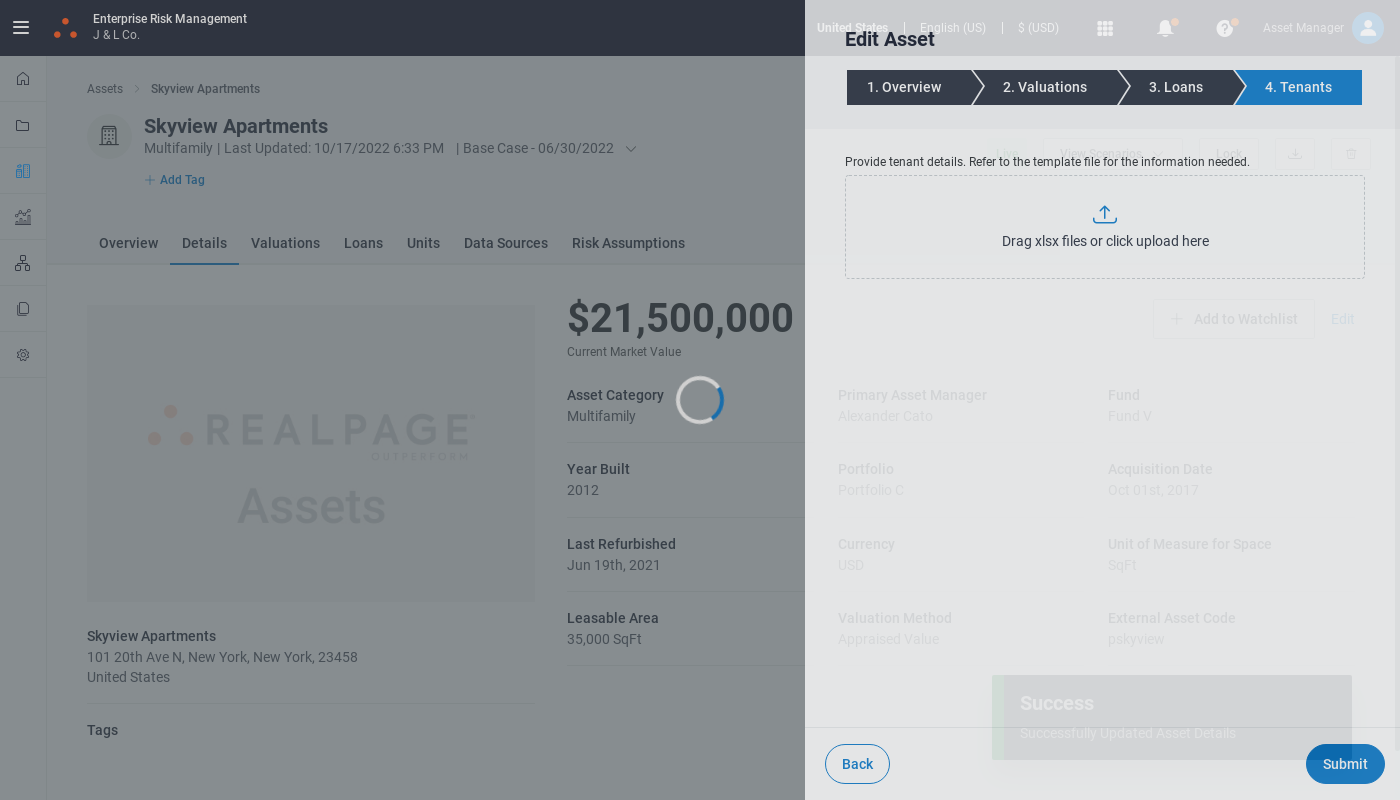 Enterprise Risk Management
J & L Co.
United States | English (US) | $ (USD)
Asset Manager
Assets
Skyview Apartments
Skyview Apartments
Multifamily | Last Updated: 10/17/2022 6:33 PM | Base Case - 06/30/2022
Add Tag
Overview
Details
Valuations
Loans
Units
Data Sources
Risk Assumptions
REALPAGE
OUTPERFORM
Assets
Skyview Apartments
101 20th Ave N, New York, New York, 23458
United States
Tags
$21,500,000
Current Market Value
Asset Category
Multifamily
Year Built
2012
Last Refurbished
Jun 19th, 2021
Leasable Area
35,000 SqFt
Edit Asset
1. Overview
2. Valuations
3. Loans
4. Tenants
View Scenarios
Lock
Provide tenant details. Refer to the template file for the information needed.
Drag xlsx files or click upload here
Add to Watchlist
Edit
Primary Asset Manager
Alexander Cato
Fund
Fund V
Portfolio
Portfolio C
Acquisition Date
Oct 01st, 2017
Currency
USD
Unit of Measure for Space
SqFt
Valuation Method
Appraised Value
External Asset Code
pskyview
Success
Successfully Updated Asset Details
Back
Submit